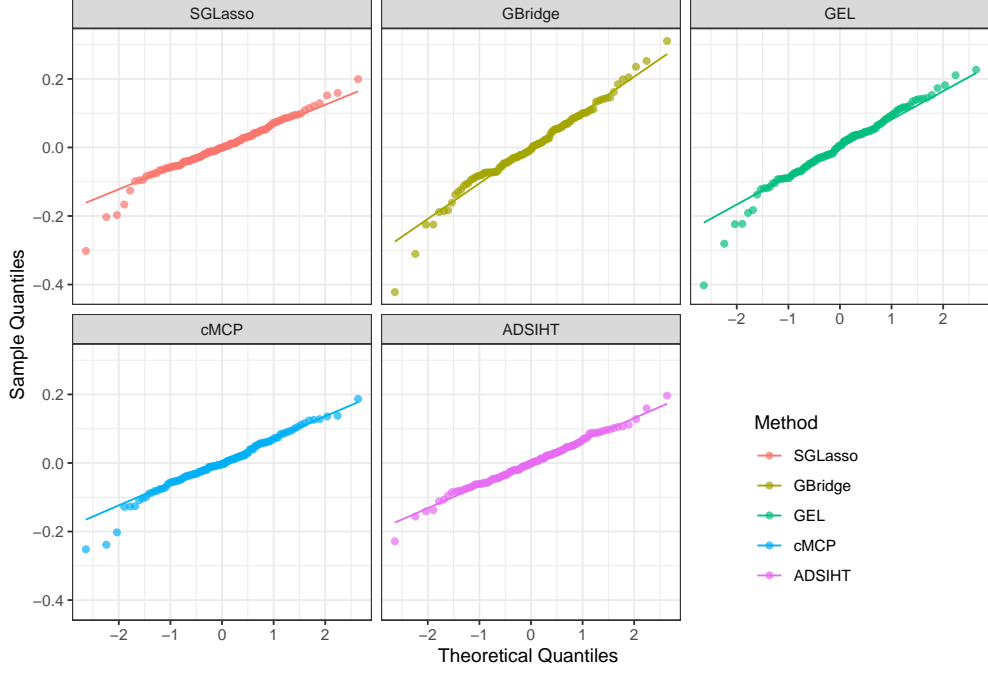 SGLasso
GBridge
GEL
0.2
0.0
−0.2
−0.4
−2 −1 0 1 2
cMCP
ADSIHT
0.2
0.0
−0.2
−0.4
−2 −1 0 1 2
−2 −1 0 1 2
Sample Quantiles
Theoretical Quantiles
Method
SGLasso
GBridge
GEL
cMCP
ADSIHT